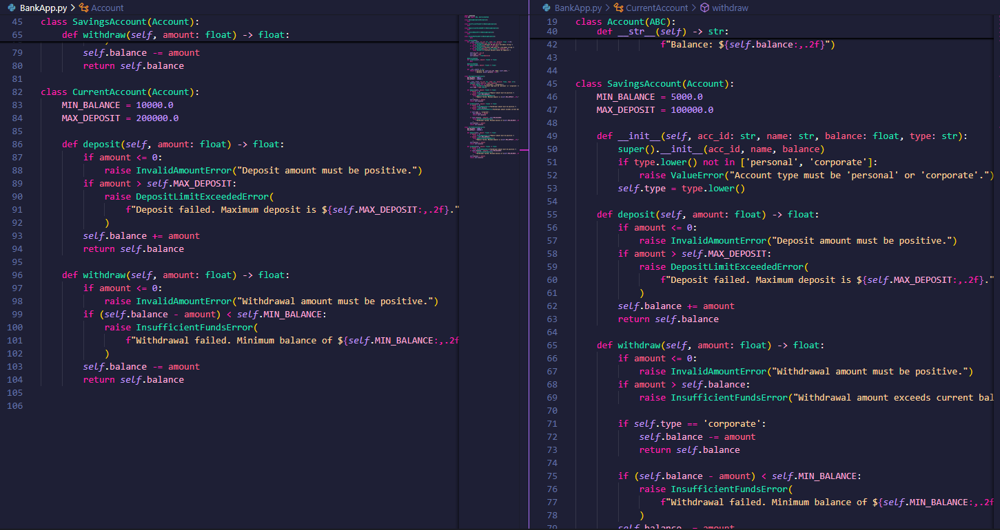 BankApp.py > Account
45 class SavingsAccount(Account):
65     def withdraw(self, amount: float) -> float:
79         self.balance -= amount
80         return self.balance
81
82 class CurrentAccount(Account):
83     MIN_BALANCE = 10000.0
84     MAX_DEPOSIT = 200000.0
85
86     def deposit(self, amount: float) -> float:
87         if amount <= 0:
88             raise InvalidAmountError("Deposit amount must be positive.")
89         if amount > self.MAX_DEPOSIT:
90             raise DepositLimitExceededError(
91                 f"Deposit failed. Maximum deposit is ${self.MAX_DEPOSIT:,.2f}."
92             )
93         self.balance += amount
94         return self.balance
95
96     def withdraw(self, amount: float) -> float:
97         if amount <= 0:
98             raise InvalidAmountError("Withdrawal amount must be positive.")
99         if (self.balance - amount) < self.MIN_BALANCE:
100             raise InsufficientFundsError(
101                 f"Withdrawal failed. Minimum balance of ${self.MIN_BALANCE:,.2f
102             )
103         self.balance -= amount
104         return self.balance
105
106
BankApp.py > CurrentAccount > withdraw
19 class Account(ABC):
40     def __str__(self) -> str:
42                 f"Balance: ${self.balance:,.2f}")
43
44
45 class SavingsAccount(Account):
46     MIN_BALANCE = 5000.0
47     MAX_DEPOSIT = 100000.0
48
49     def __init__(self, acc_id: str, name: str, balance: float, type: str):
50         super().__init__(acc_id, name, balance)
51         if type.lower() not in ['personal', 'corporate']:
52             raise ValueError("Account type must be 'personal' or 'corporate'.")
53         self.type = type.lower()
54
55     def deposit(self, amount: float) -> float:
56         if amount <= 0:
57             raise InvalidAmountError("Deposit amount must be positive.")
58         if amount > self.MAX_DEPOSIT:
59             raise DepositLimitExceededError(
60                 f"Deposit failed. Maximum deposit is ${self.MAX_DEPOSIT:,.2f}."
61             )
62         self.balance += amount
63         return self.balance
64
65     def withdraw(self, amount: float) -> float:
66         if amount <= 0:
67             raise InvalidAmountError("Withdrawal amount must be positive.")
68         if amount > self.balance:
69             raise InsufficientFundsError("Withdrawal amount exceeds current bal
70
71         if self.type == 'corporate':
72             self.balance -= amount
73             return self.balance
74
75         if (self.balance - amount) < self.MIN_BALANCE:
76             raise InsufficientFundsError(
77                 f"Withdrawal failed. Minimum balance of ${self.MIN_BALANCE:,.2f
78             )
79         self.balance -= amount